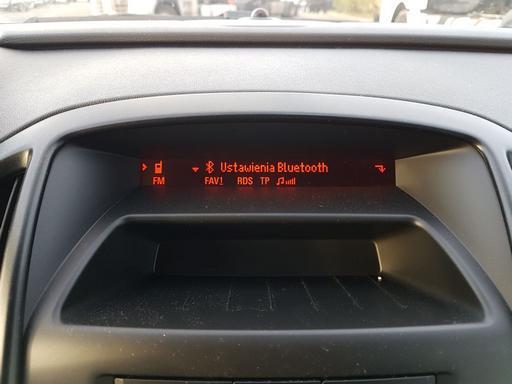 Ustawienia Bluetooth
FM FAV1 RDS TP